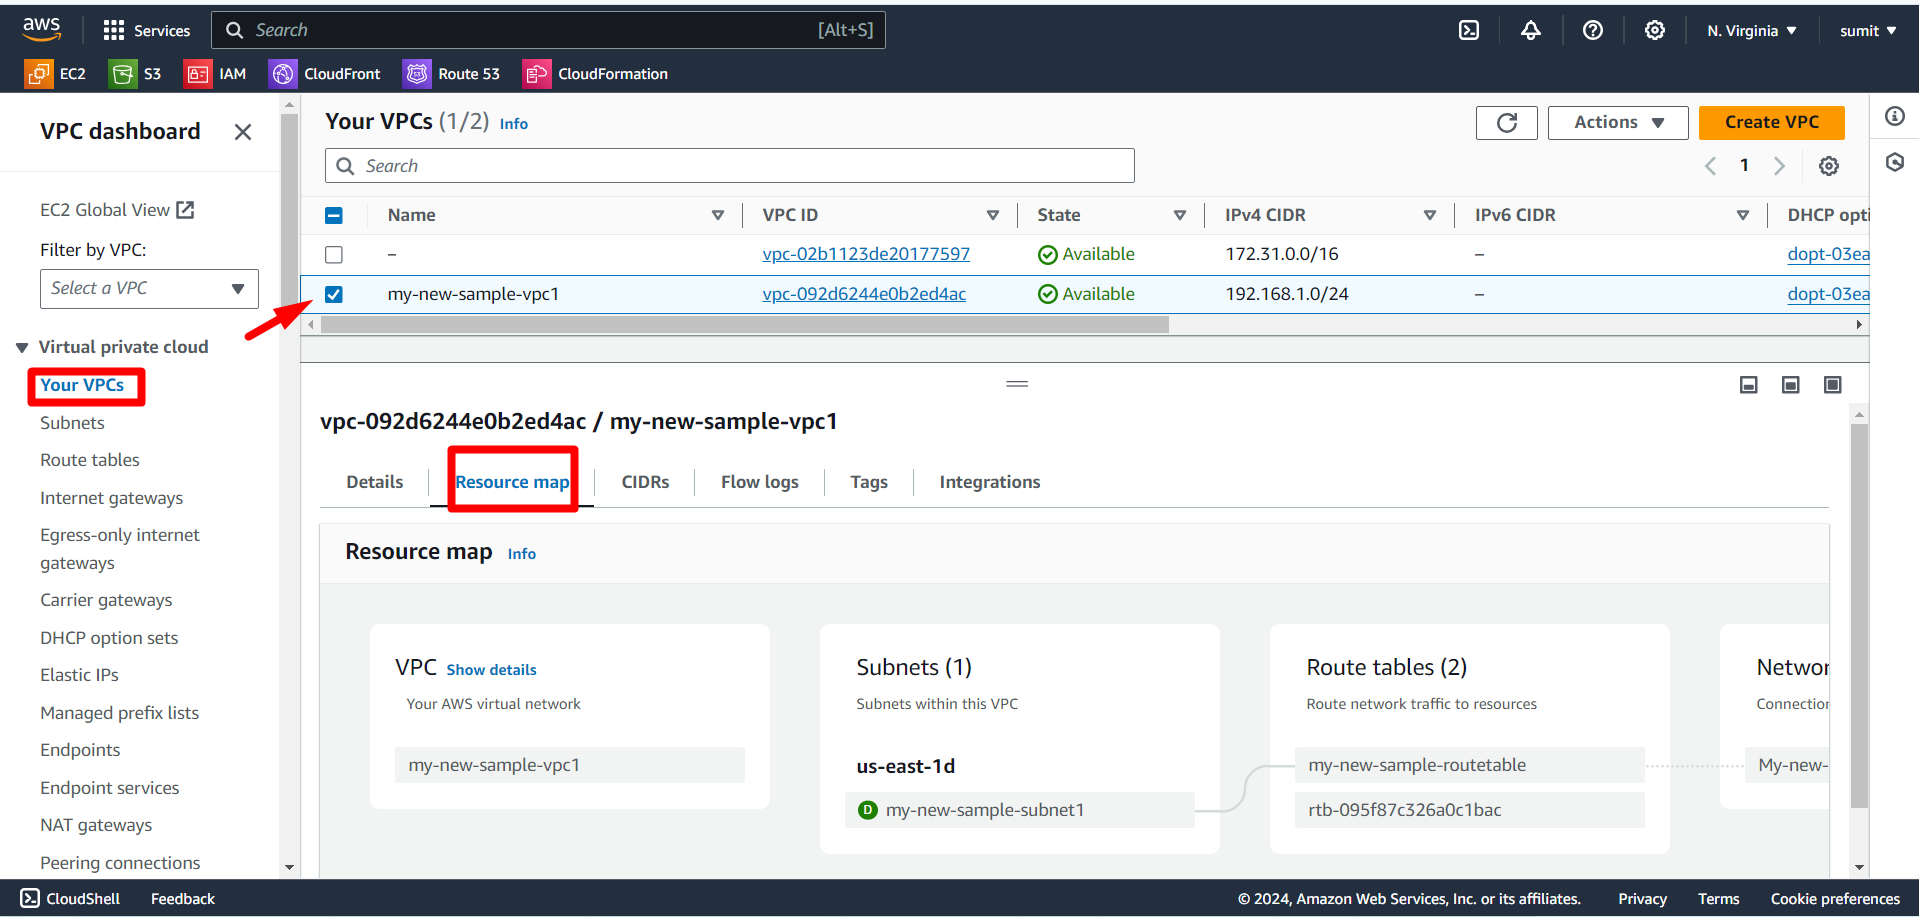 aws
Services
Search
[Alt+S]
N. Virginia
sumit
EC2
S3
IAM
CloudFront
Route 53
CloudFormation
VPC dashboard
EC2 Global View
Filter by VPC:
Select a VPC
Virtual private cloud
Your VPCs
Subnets
Route tables
Internet gateways
Egress-only internet
gateways
Carrier gateways
DHCP option sets
Elastic IPs
Managed prefix lists
Endpoints
Endpoint services
NAT gateways
Peering connections
Your VPCs (1/2) Info
Actions
Create VPC
Search
1
Name VPC ID State IPv4 CIDR IPv6 CIDR DHCP opti
– vpc-02b1123de20177597 Available 172.31.0.0/16 – dopt-03ea
my-new-sample-vpc1 vpc-092d6244e0b2ed4ac Available 192.168.1.0/24 – dopt-03ea
vpc-092d6244e0b2ed4ac / my-new-sample-vpc1
Details Resource map CIDRs Flow logs Tags Integrations
Resource map Info
VPC Show details
Your AWS virtual network
my-new-sample-vpc1
Subnets (1)
Subnets within this VPC
us-east-1d
D my-new-sample-subnet1
Route tables (2)
Route network traffic to resources
my-new-sample-routetable
rtb-095f87c326a0c1bac
Networ
Connection
My-new-
CloudShell
Feedback
© 2024, Amazon Web Services, Inc. or its affiliates.
Privacy
Terms
Cookie preferences